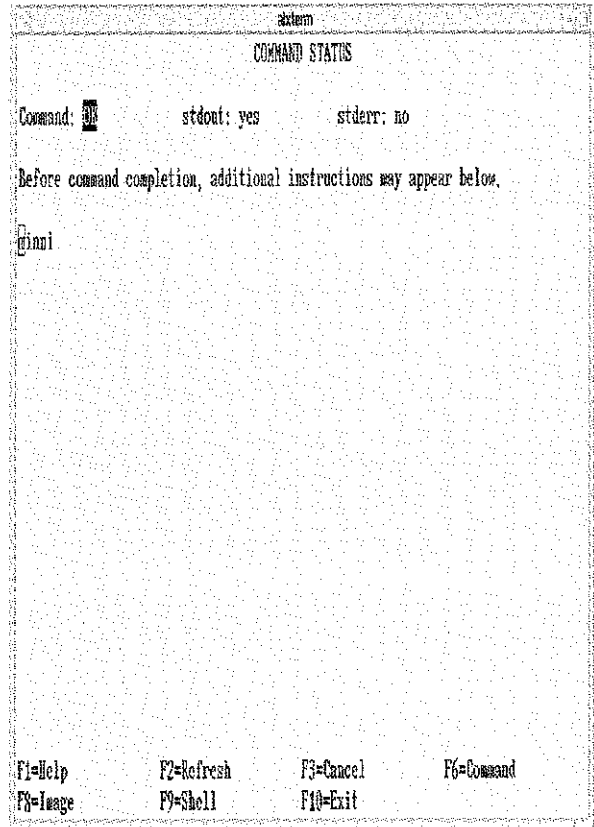 aixterm
COMMAND STATUS
Command: OK stdout: yes stderr: no
Before command completion, additional instructions may appear below.
F1=Help F2=Refresh F3=Cancel F6=Command
F8=Image F9=Shell F10=Exit